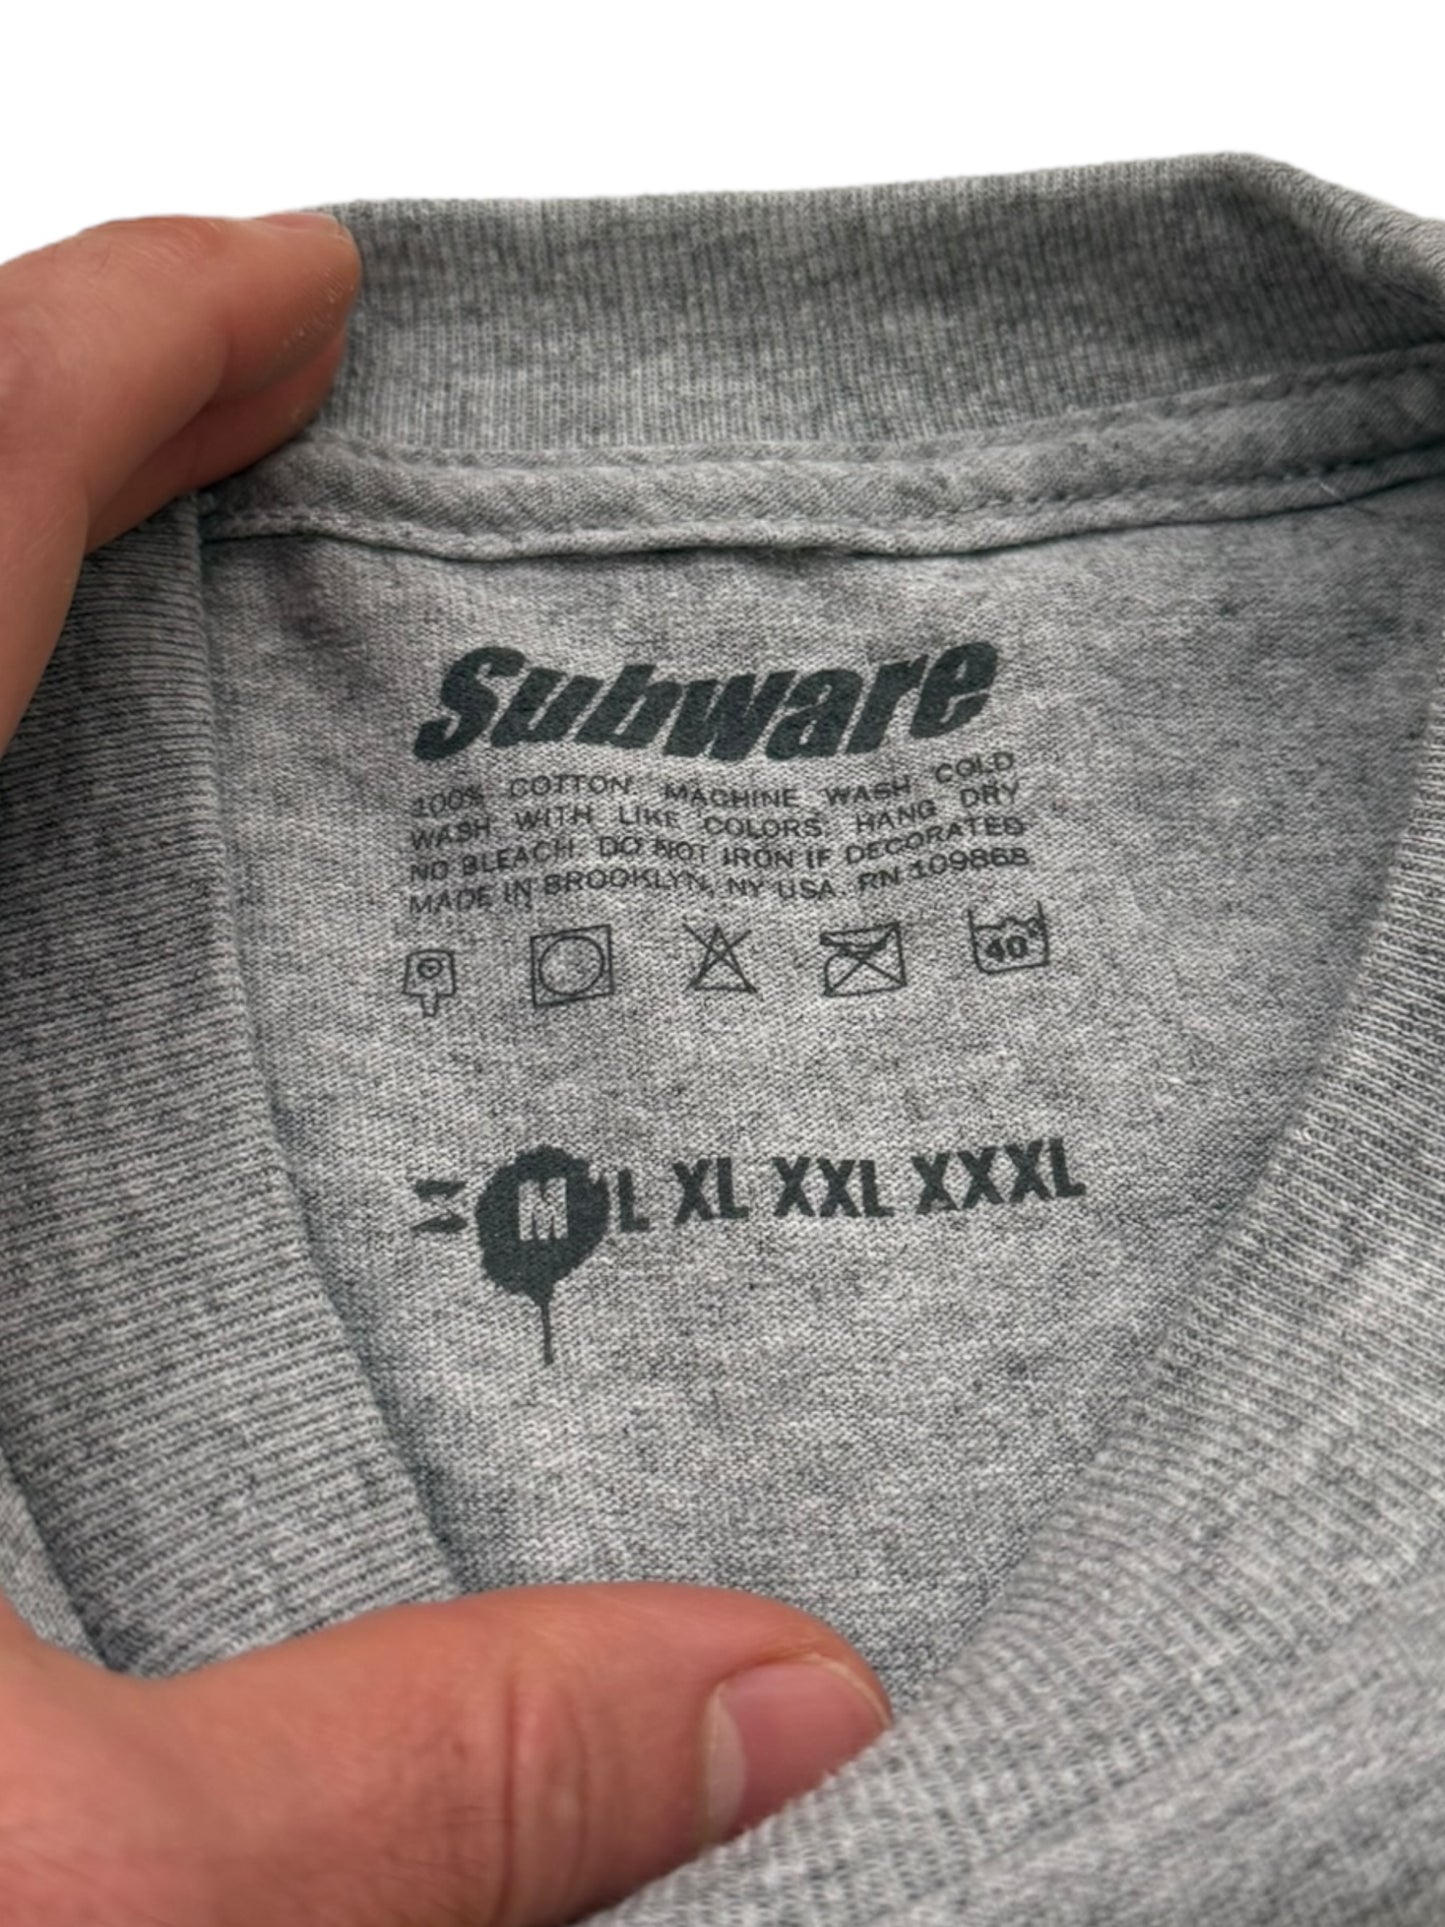 Subware
100% COTTON. MACHINE WASH COLD
WASH WITH LIKE COLORS. HANG DRY
NO BLEACH. DO NOT IRON IF DECORATED
MADE IN BROOKLYN, NY USA. RN 109868
40°
M L XL XXL XXXL